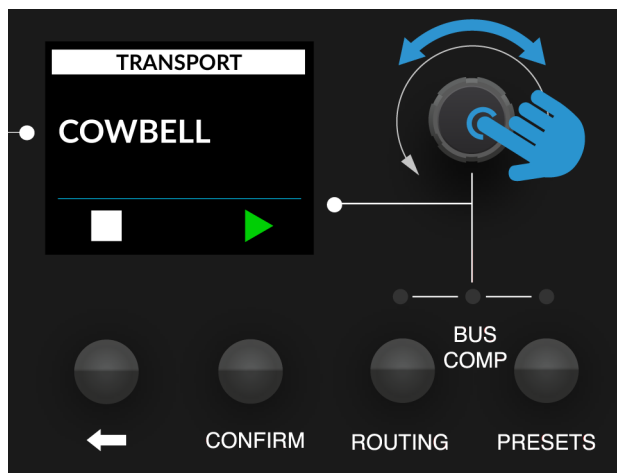 TRANSPORT
COWBELL
BUS
COMP
CONFIRM
ROUTING
PRESETS